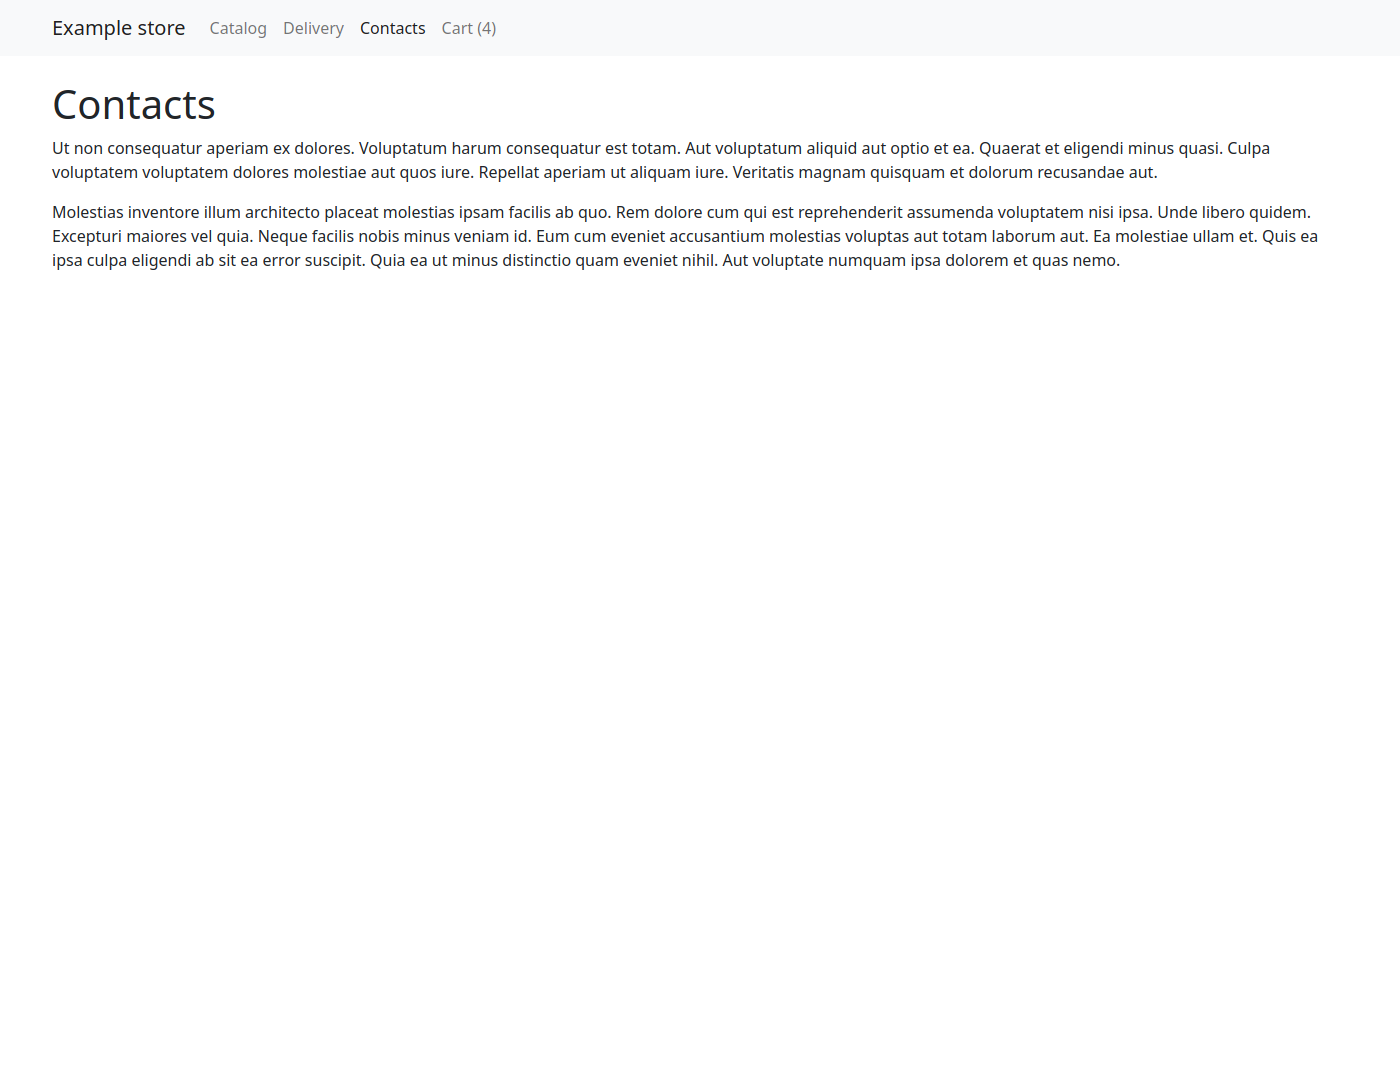 Example store Catalog Delivery Contacts Cart (4)
Contacts
Ut non consequatur aperiam ex dolores. Voluptatum harum consequatur est totam. Aut voluptatum aliquid aut optio et ea. Quaerat et eligendi minus quasi. Culpa
voluptatem voluptatem dolores molestiae aut quos iure. Repellat aperiam ut aliquam iure. Veritatis magnam quisquam et dolorum recusandae aut.
Molestias inventore illum architecto placeat molestias ipsam facilis ab quo. Rem dolore cum qui est reprehenderit assumenda voluptatem nisi ipsa. Unde libero quidem.
Excepturi maiores vel quia. Neque facilis nobis minus veniam id. Eum cum eveniet accusantium molestias voluptas aut totam laborum aut. Ea molestiae ullam et. Quis ea
ipsa culpa eligendi ab sit ea error suscipit. Quia ea ut minus distinctio quam eveniet nihil. Aut voluptate numquam ipsa dolorem et quas nemo.